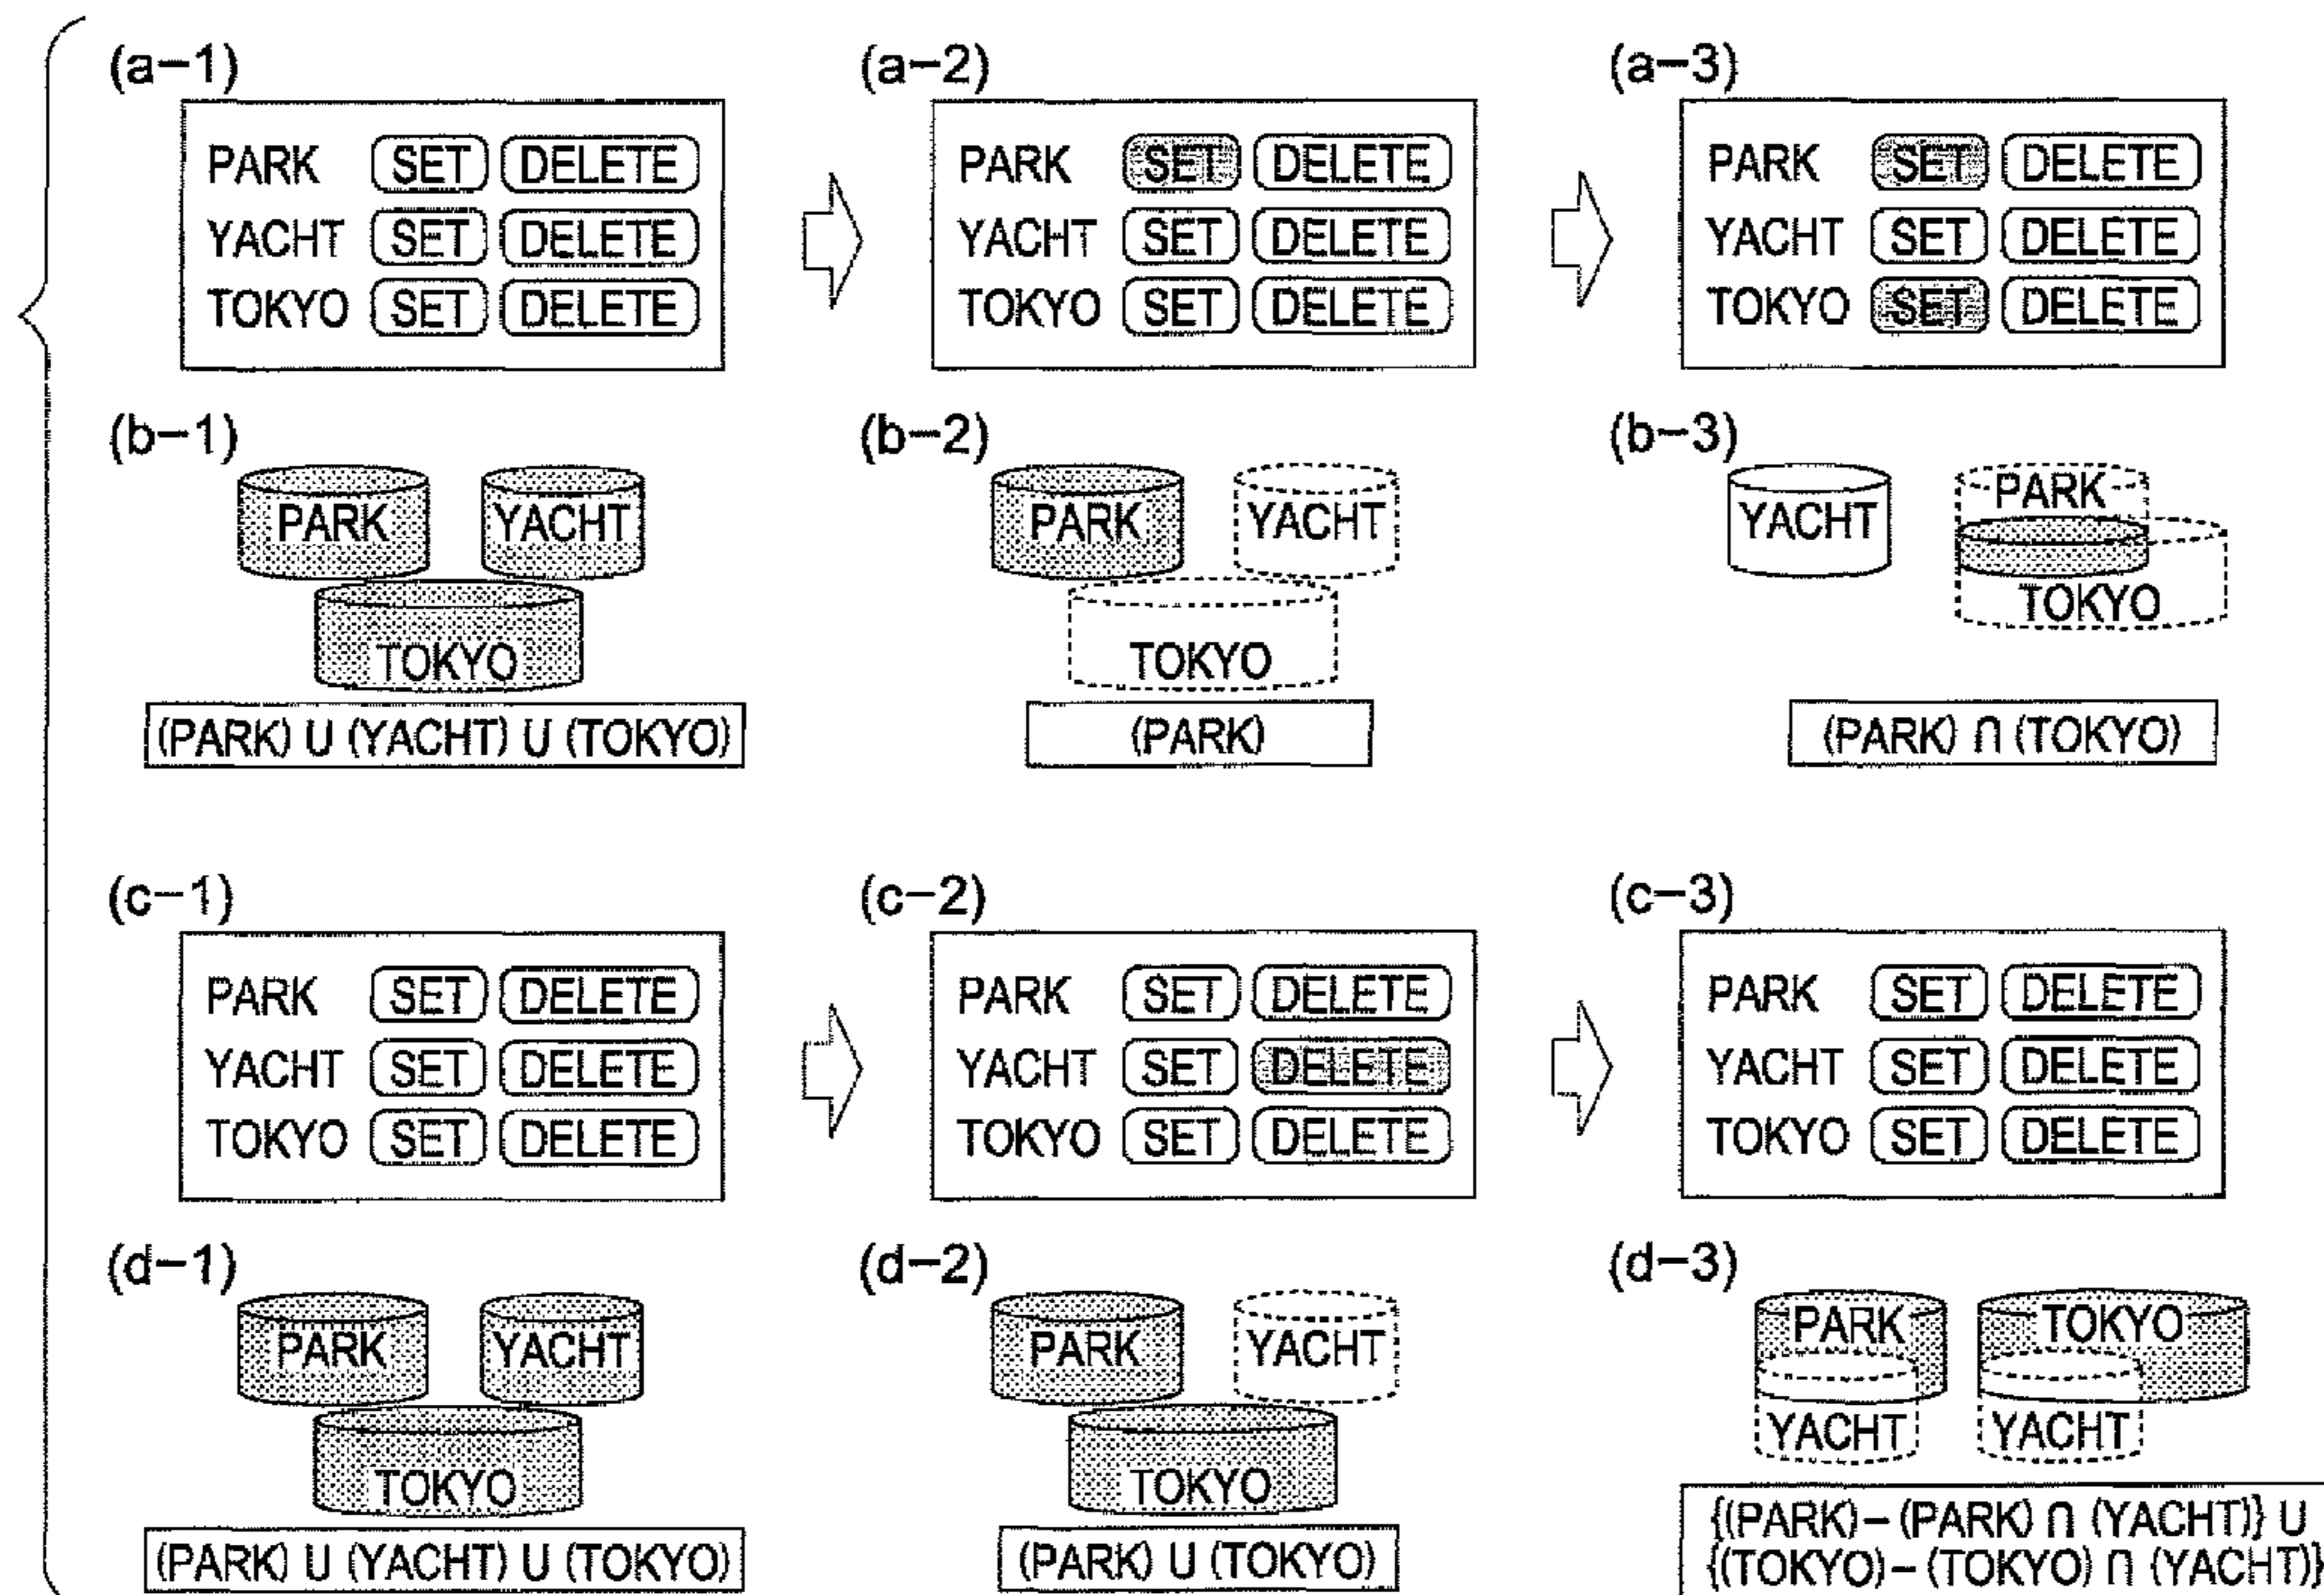 (a-1) (a-2) (a-3)
PARK SET DELETE PARK SET DELETE PARK SET DELETE
YACHT SET DELETE YACHT SET DELETE YACHT SET DELETE
TOKYO SET DELETE TOKYO SET DELETE TOKYO SET DELETE
(b-1) (b-2) (b-3)
PARK YACHT PARK YACHT YACHT PARK
TOKYO TOKYO TOKYO
(PARK) ∪ (YACHT) ∪ (TOKYO) (PARK) (PARK) ∩ (TOKYO)
(c-1) (c-2) (c-3)
PARK SET DELETE PARK SET DELETE PARK SET DELETE
YACHT SET DELETE YACHT SET DELETE YACHT SET DELETE
TOKYO SET DELETE TOKYO SET DELETE TOKYO SET DELETE
(d-1) (d-2) (d-3)
PARK YACHT PARK YACHT PARK TOKYO
TOKYO TOKYO YACHT YACHT
(PARK) ∪ (YACHT) ∪ (TOKYO) (PARK) ∪ (TOKYO) {(PARK)-(PARK) ∩ (YACHT)} ∪
{(TOKYO)-(TOKYO) ∩ (YACHT)}